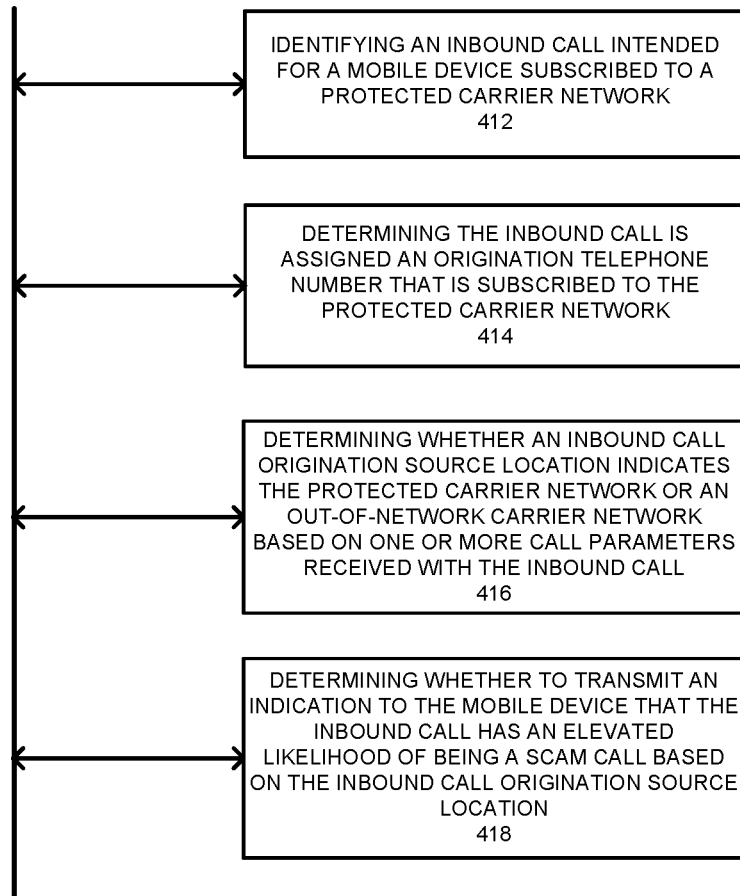 IDENTIFYING AN INBOUND CALL INTENDED
FOR A MOBILE DEVICE SUBSCRIBED TO A
PROTECTED CARRIER NETWORK
412
DETERMINING THE INBOUND CALL IS
ASSIGNED AN ORIGINATION TELEPHONE
NUMBER THAT IS SUBSCRIBED TO THE
PROTECTED CARRIER NETWORK
414
DETERMINING WHETHER AN INBOUND CALL
ORIGINATION SOURCE LOCATION INDICATES
THE PROTECTED CARRIER NETWORK OR AN
OUT-OF-NETWORK CARRIER NETWORK
BASED ON ONE OR MORE CALL PARAMETERS
RECEIVED WITH THE INBOUND CALL
416
DETERMINING WHETHER TO TRANSMIT AN
INDICATION TO THE MOBILE DEVICE THAT THE
INBOUND CALL HAS AN ELEVATED
LIKELIHOOD OF BEING A SCAM CALL BASED
ON THE INBOUND CALL ORIGINATION SOURCE
LOCATION
418